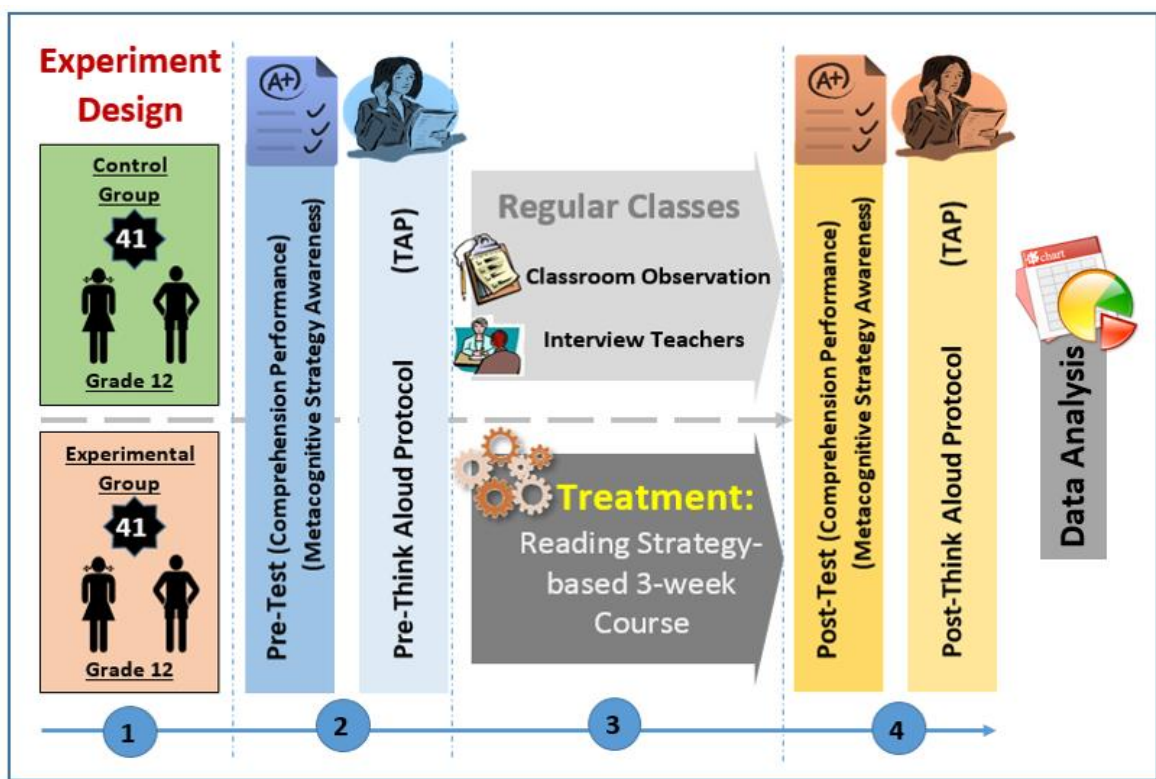 Experiment
Design
Control
Group
41
Grade 12
Experimental
Group
41
Grade 12
A+
Pre-Test (Comprehension Performance)
(Metacognitive Strategy Awareness)
Pre-Think Aloud Protocol (TAP)
Regular Classes
Classroom Observation
Interview Teachers
Treatment:
Reading Strategy-
based 3-week
Course
A+
Post-Test (Comprehension Performance)
(Metacognitive Strategy Awareness)
Post-Think Aloud Protocol (TAP)
chart
Data Analysis
1
2
3
4